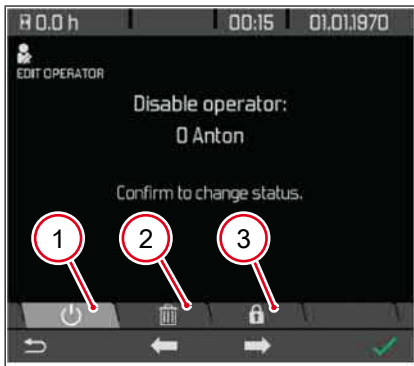 0.0 h 00:15 01.01.1970
EDIT OPERATOR
Disable operator:
0 Anton
Confirm to change status.
1 2 3